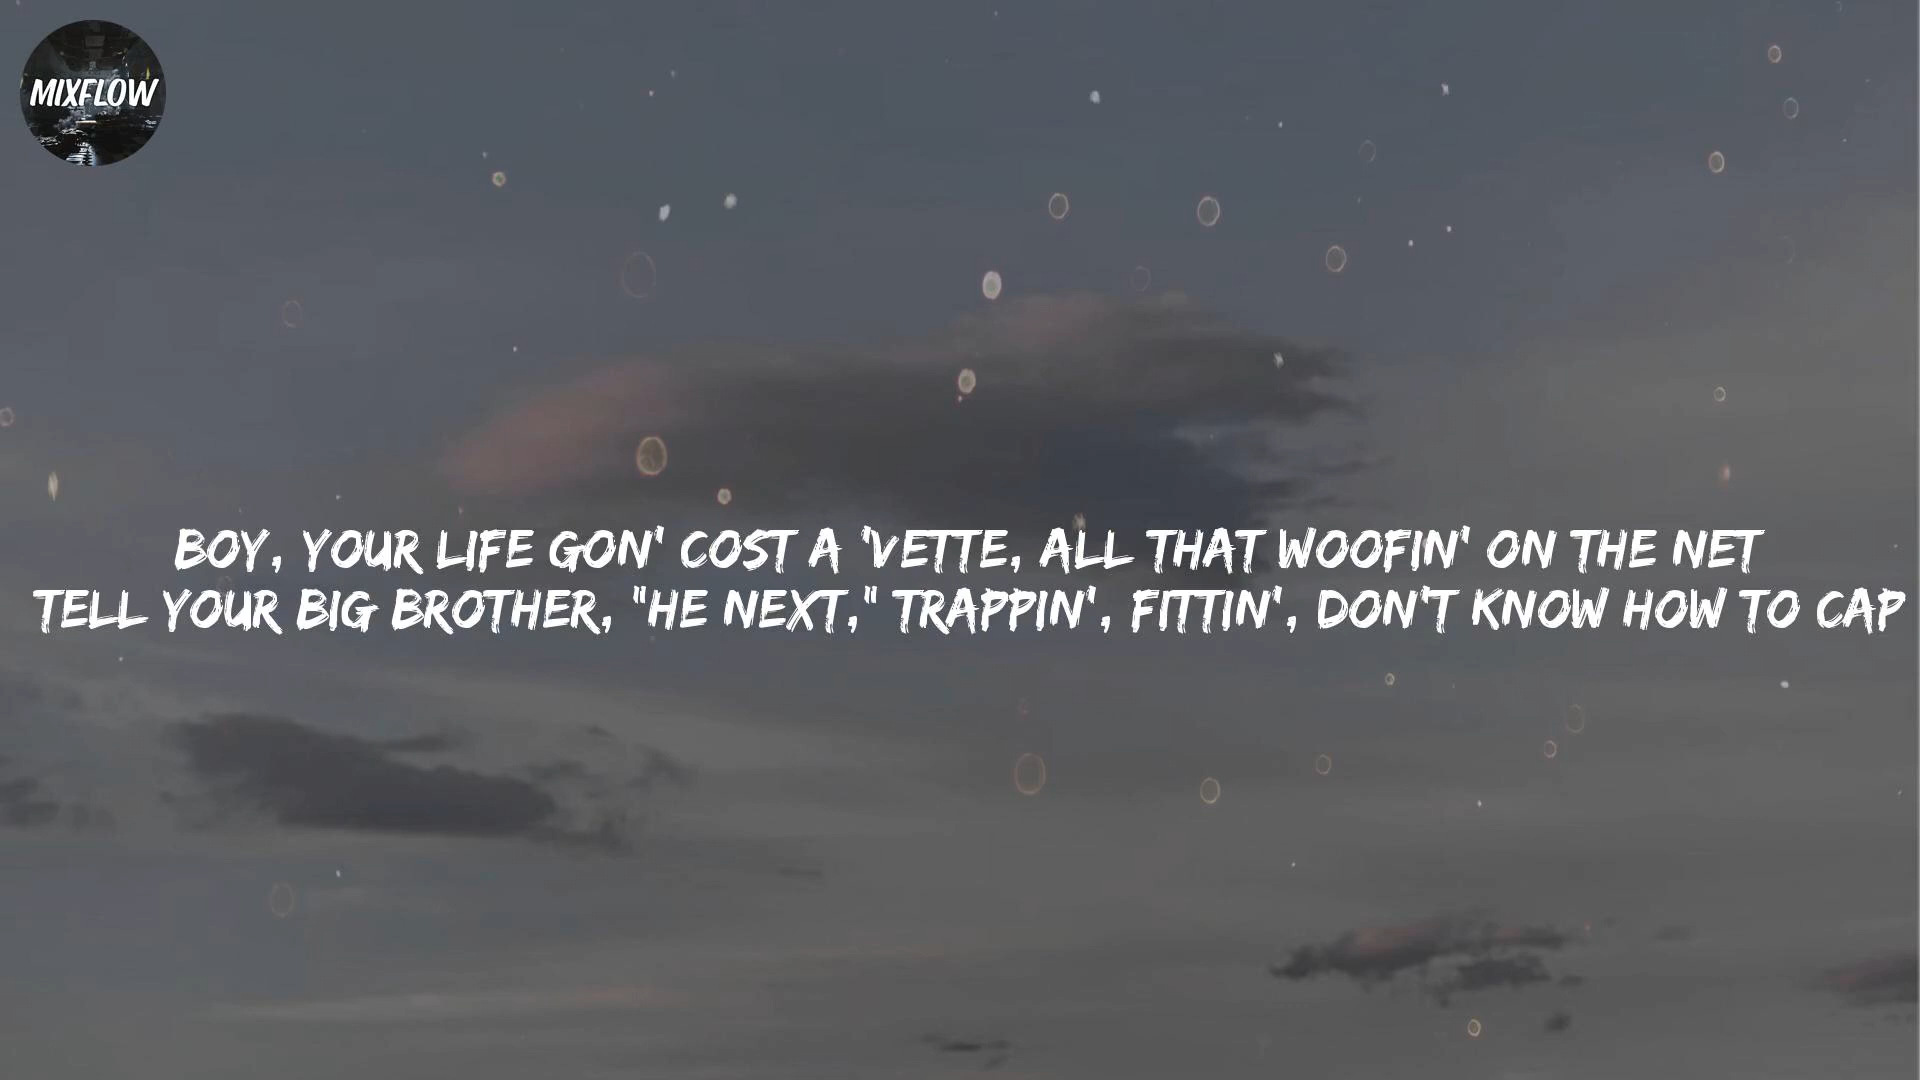 MIXFLOW
BOY, YOUR LIFE GON' COST A 'VETTE, ALL THAT WOOFIN' ON THE NET
TELL YOUR BIG BROTHER, "HE NEXT," TRAPPIN', FITTIN', DON'T KNOW HOW TO CAP